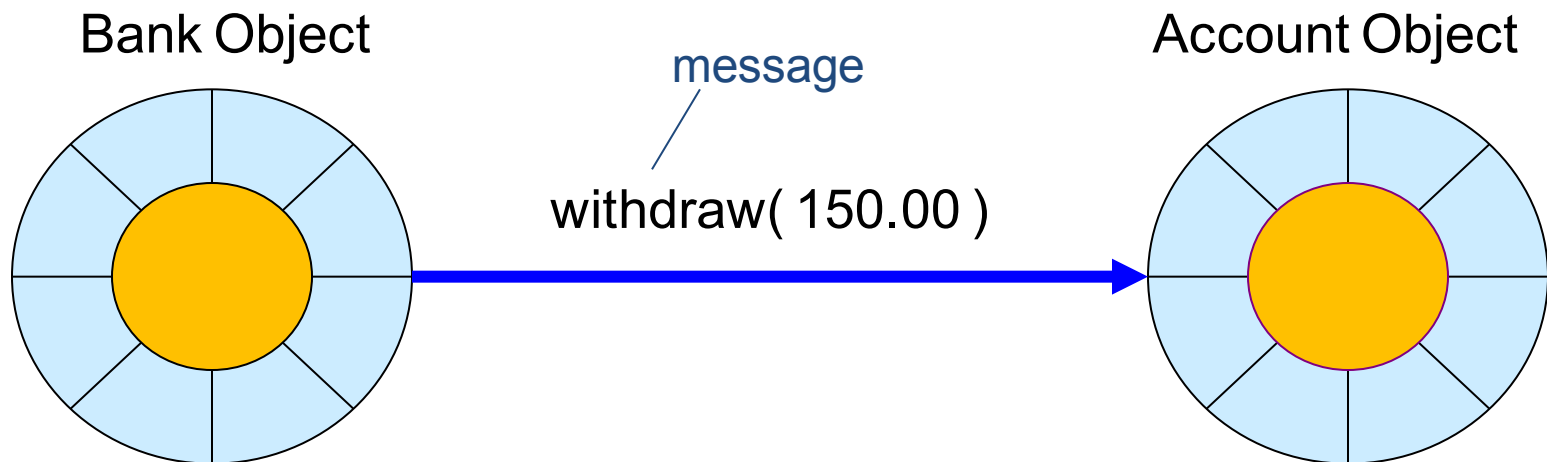 Bank Object
message
Account Object
withdraw( 150.00 )